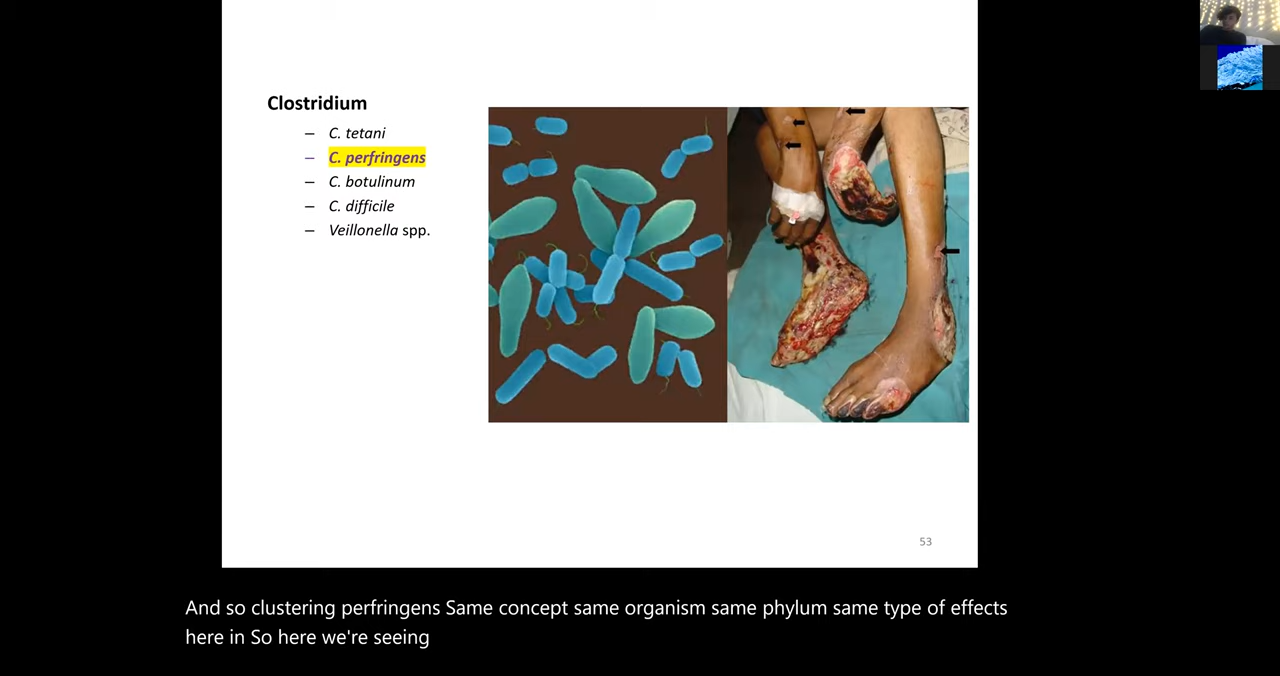 Clostridium
– C. tetani
– C. perfringens
– C. botulinum
– C. difficile
– Veillonella spp.
53
And so clustering perfringens Same concept same organism same phylum same type of effects
here in So here we're seeing